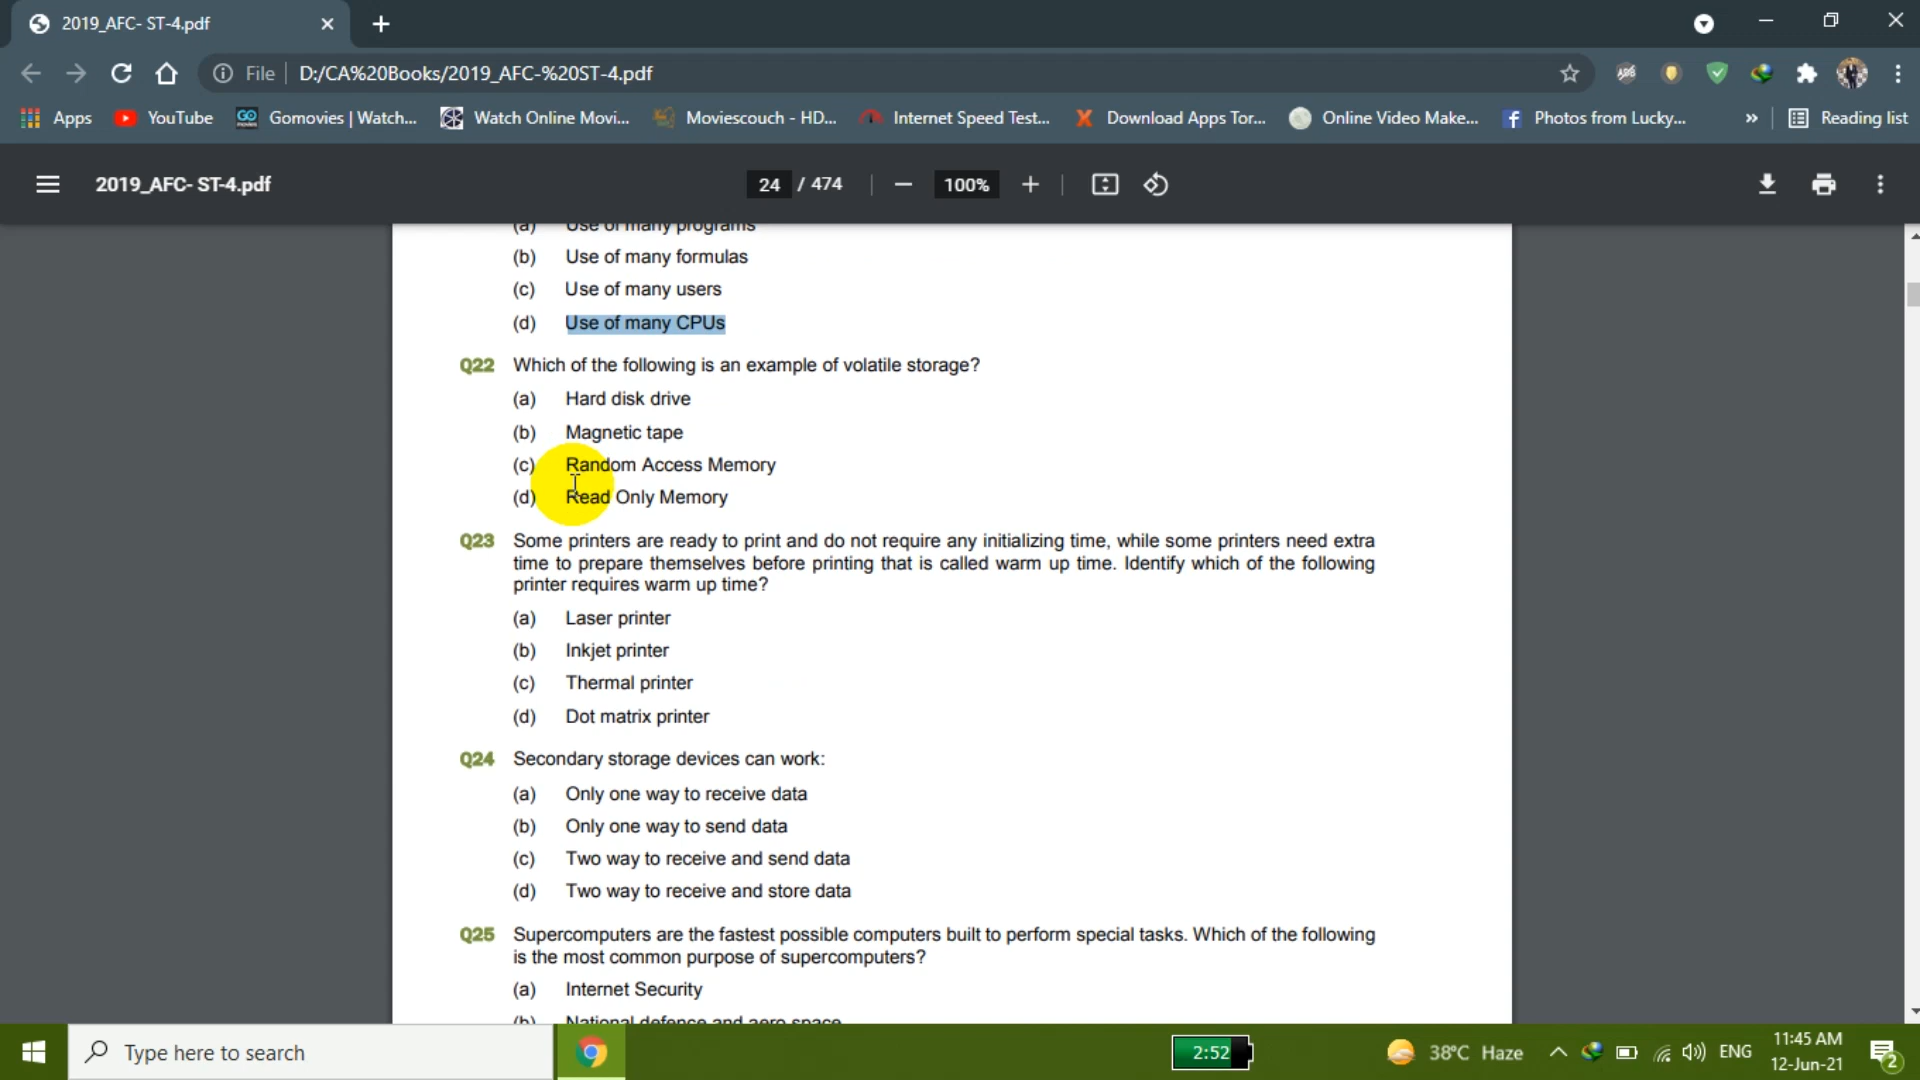 2019_AFC- ST-4.pdf
File
D:/CA%20Books/2019_AFC-%20ST-4.pdf
Apps
YouTube
Gomovies | Watch...
Watch Online Movi...
Moviescouch - HD...
Internet Speed Test...
Download Apps Tor...
Online Video Make...
Photos from Lucky...
»
Reading list
2019_AFC- ST-4.pdf
24 / 474
100%
(a) Use of many programs
(b) Use of many formulas
(c) Use of many users
(d) Use of many CPUs
Q22 Which of the following is an example of volatile storage?
(a) Hard disk drive
(b) Magnetic tape
(c) Random Access Memory
(d) Read Only Memory
Q23 Some printers are ready to print and do not require any initializing time, while some printers need extra
time to prepare themselves before printing that is called warm up time. Identify which of the following
printer requires warm up time?
(a) Laser printer
(b) Inkjet printer
(c) Thermal printer
(d) Dot matrix printer
Q24 Secondary storage devices can work:
(a) Only one way to receive data
(b) Only one way to send data
(c) Two way to receive and send data
(d) Two way to receive and store data
Q25 Supercomputers are the fastest possible computers built to perform special tasks. Which of the following
is the most common purpose of supercomputers?
(a) Internet Security
(b) National defence and aero space
Type here to search
2:52
38°C Haze
ENG
11:45 AM
12-Jun-21
2